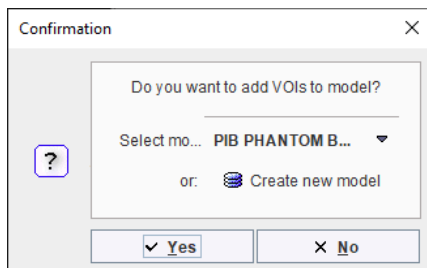 Confirmation
Do you want to add VOIs to model?
Select mo... PIB PHANTOM B...
or: Create new model
?
Yes No